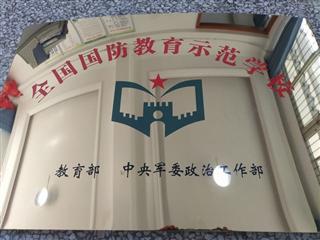 全国国防教育示范学校
教育部 中央军委政治工作部